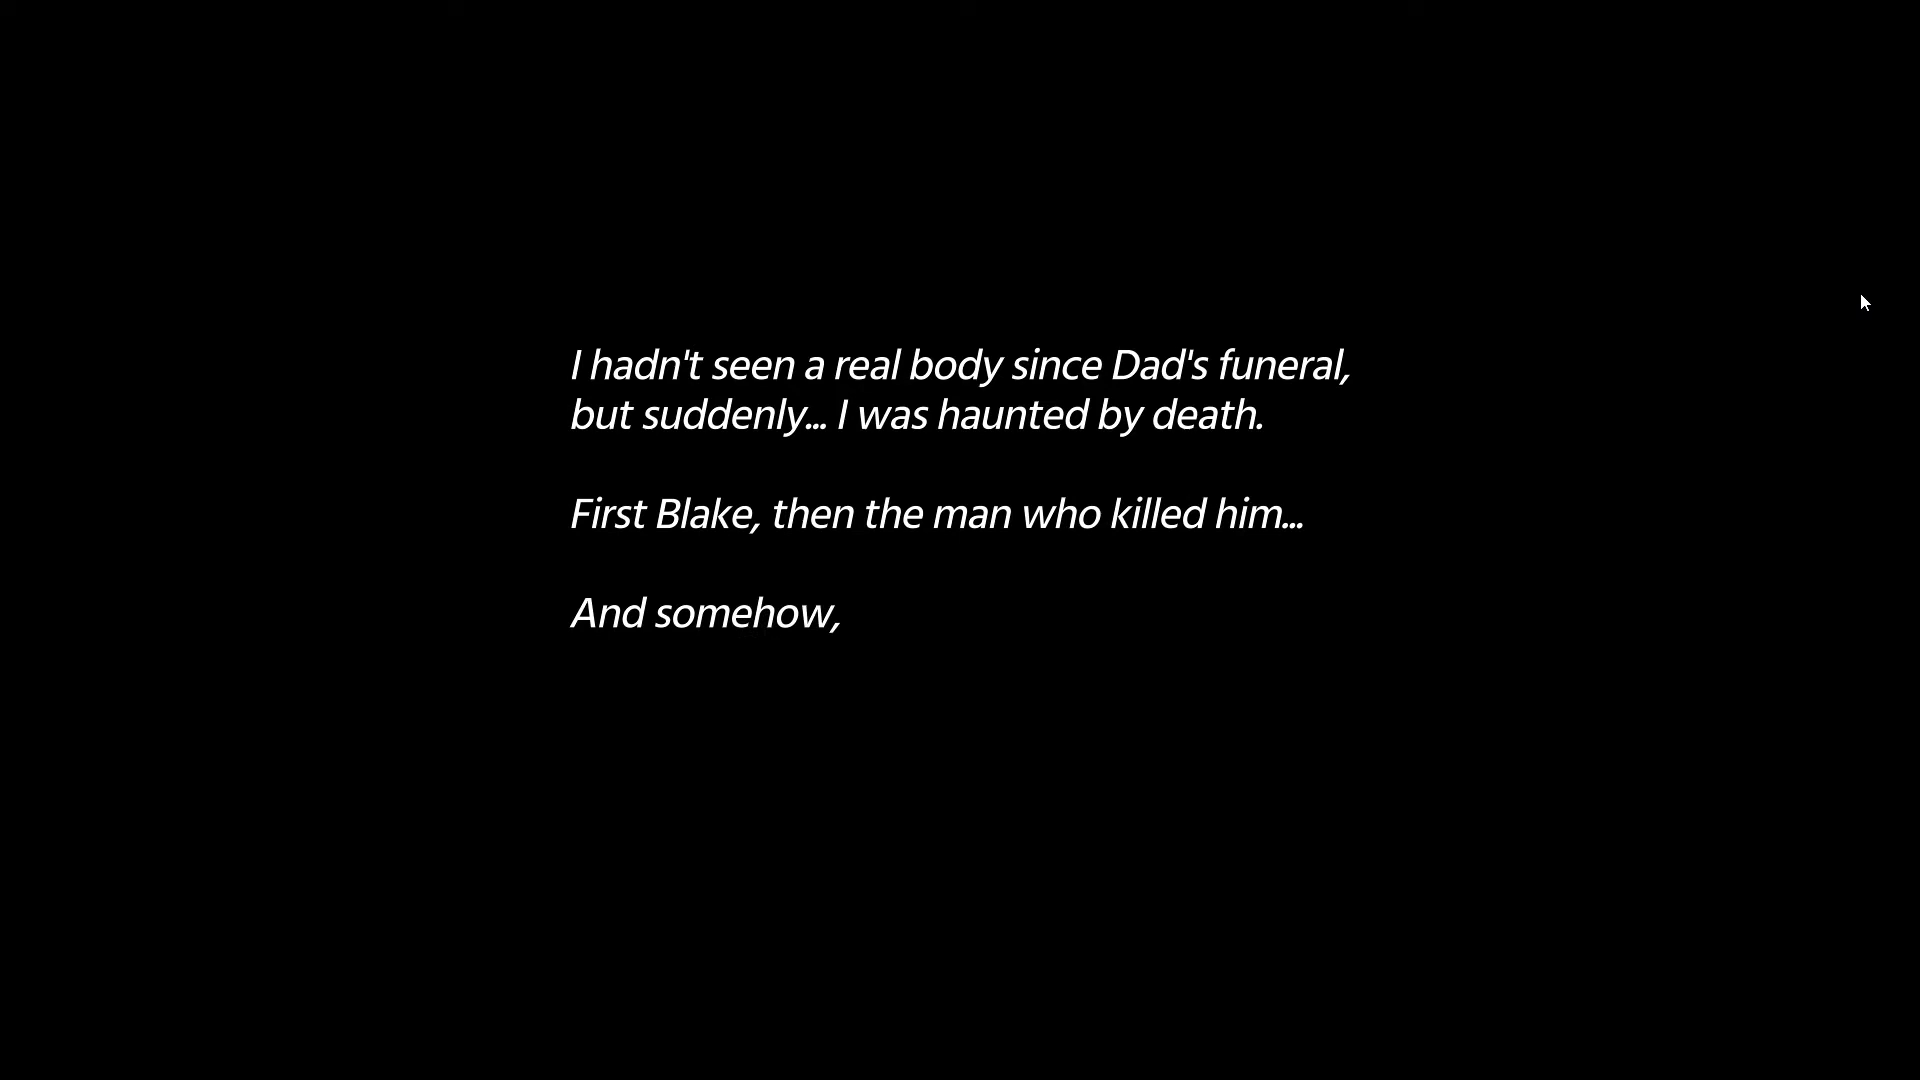 I hadn't seen a real body since Dad's funeral,
but suddenly... I was haunted by death.
First Blake, then the man who killed him...
And somehow,